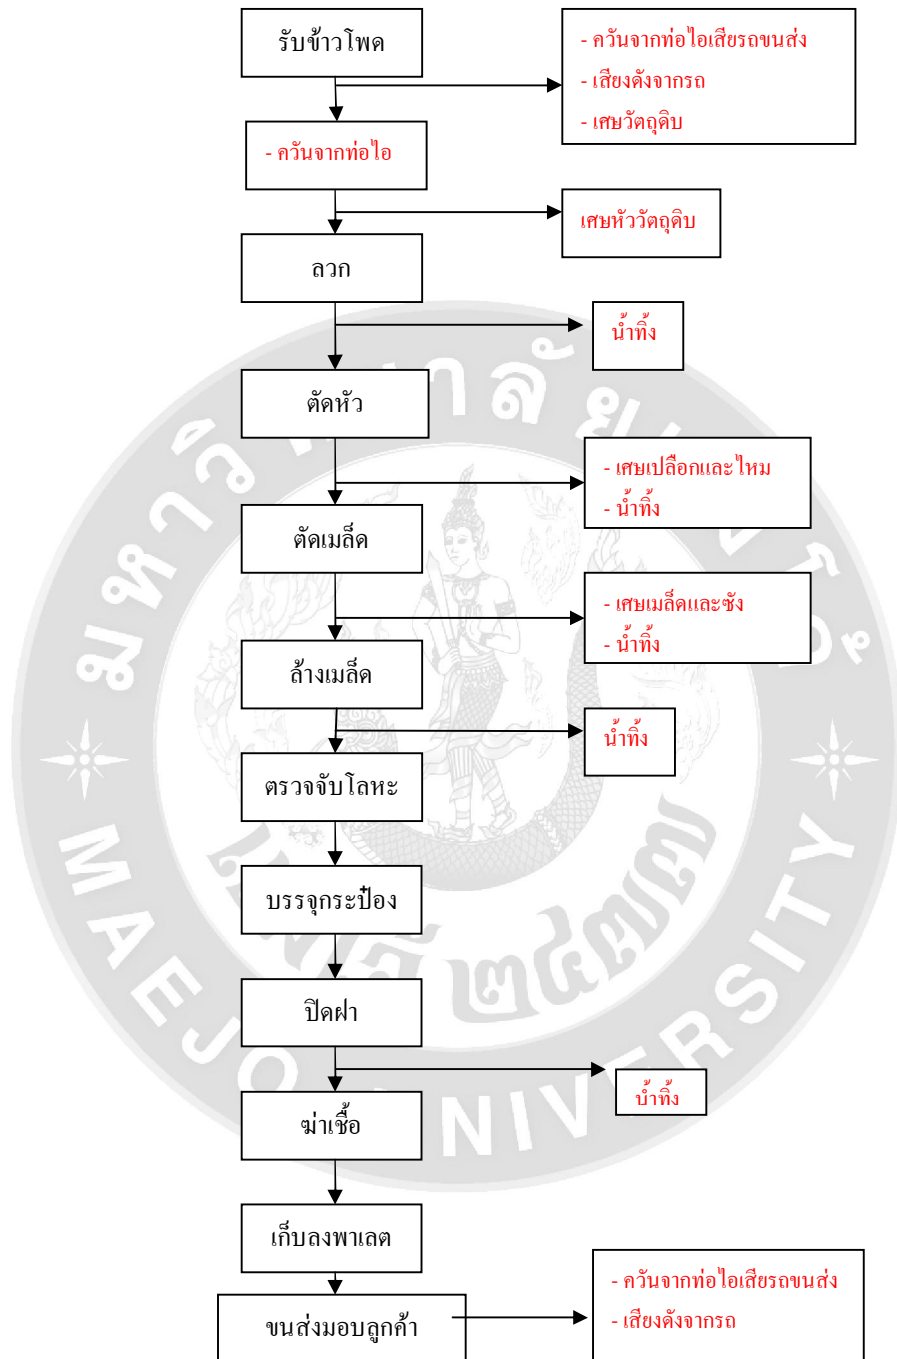 รับข้าวโพด
- ควันจากท่อไอเสียรถขนส่ง
- เสียงดังจากรถ
- เศษวัตถุดิบ
- ควันจากท่อไอ
เศษหัววัตถุดิบ
ลวก
น้ำทิ้ง
ตัดหัว
- เศษเปลือกและไหม
- น้ำทิ้ง
ตัดเมล็ด
- เศษเมล็ดและซัง
- น้ำทิ้ง
ล้างเมล็ด
น้ำทิ้ง
ตรวจจับโลหะ
บรรจุกระป๋อง
ปิดฝา
น้ำทิ้ง
ฆ่าเชื้อ
เก็บลงพาเลต
- ควันจากท่อไอเสียรถขนส่ง
- เสียงดังจากรถ
ขนส่งมอบลูกค้า
MAEJO UNIVERSITY